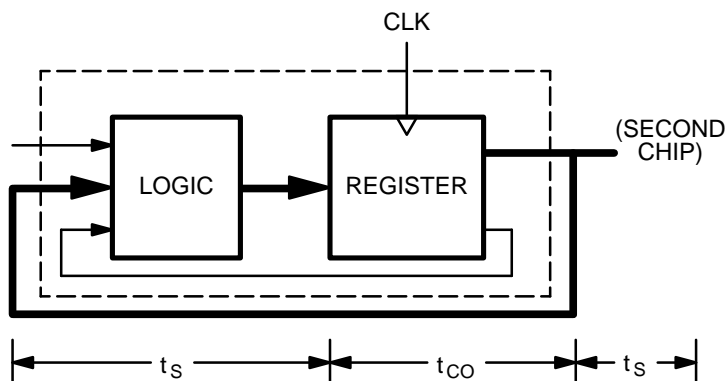 CLK
(SECOND
CHIP)
LOGIC
REGISTER
tS
tCO
tS